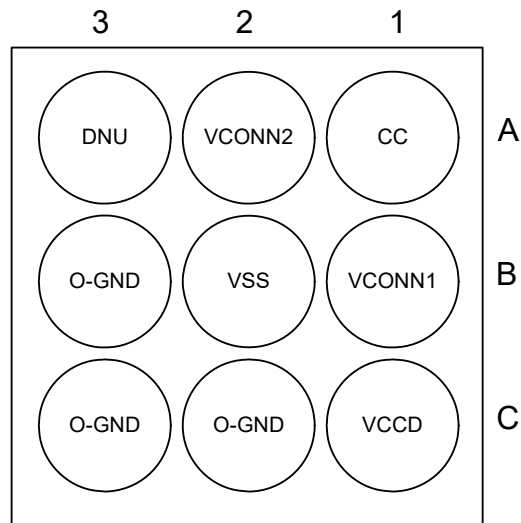 3 2 1
DNU VCONN2 CC A
O-GND VSS VCONN1 B
O-GND O-GND VCCD C